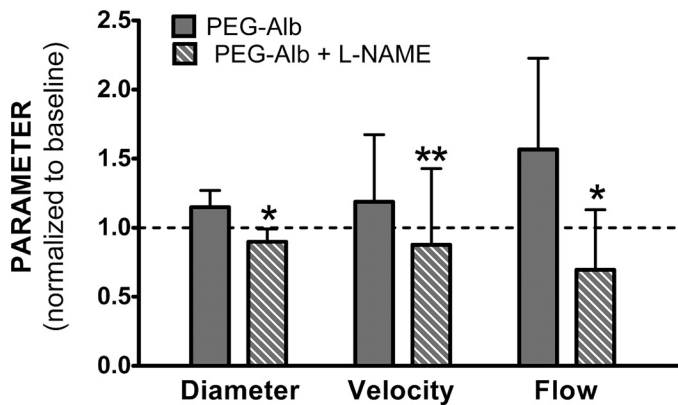 PEG-Alb
PEG-Alb + L-NAME
PARAMETER
(normalized to baseline)
2.5
2.0
1.5
1.0
0.5
0.0
*
**
*
Diameter Velocity Flow